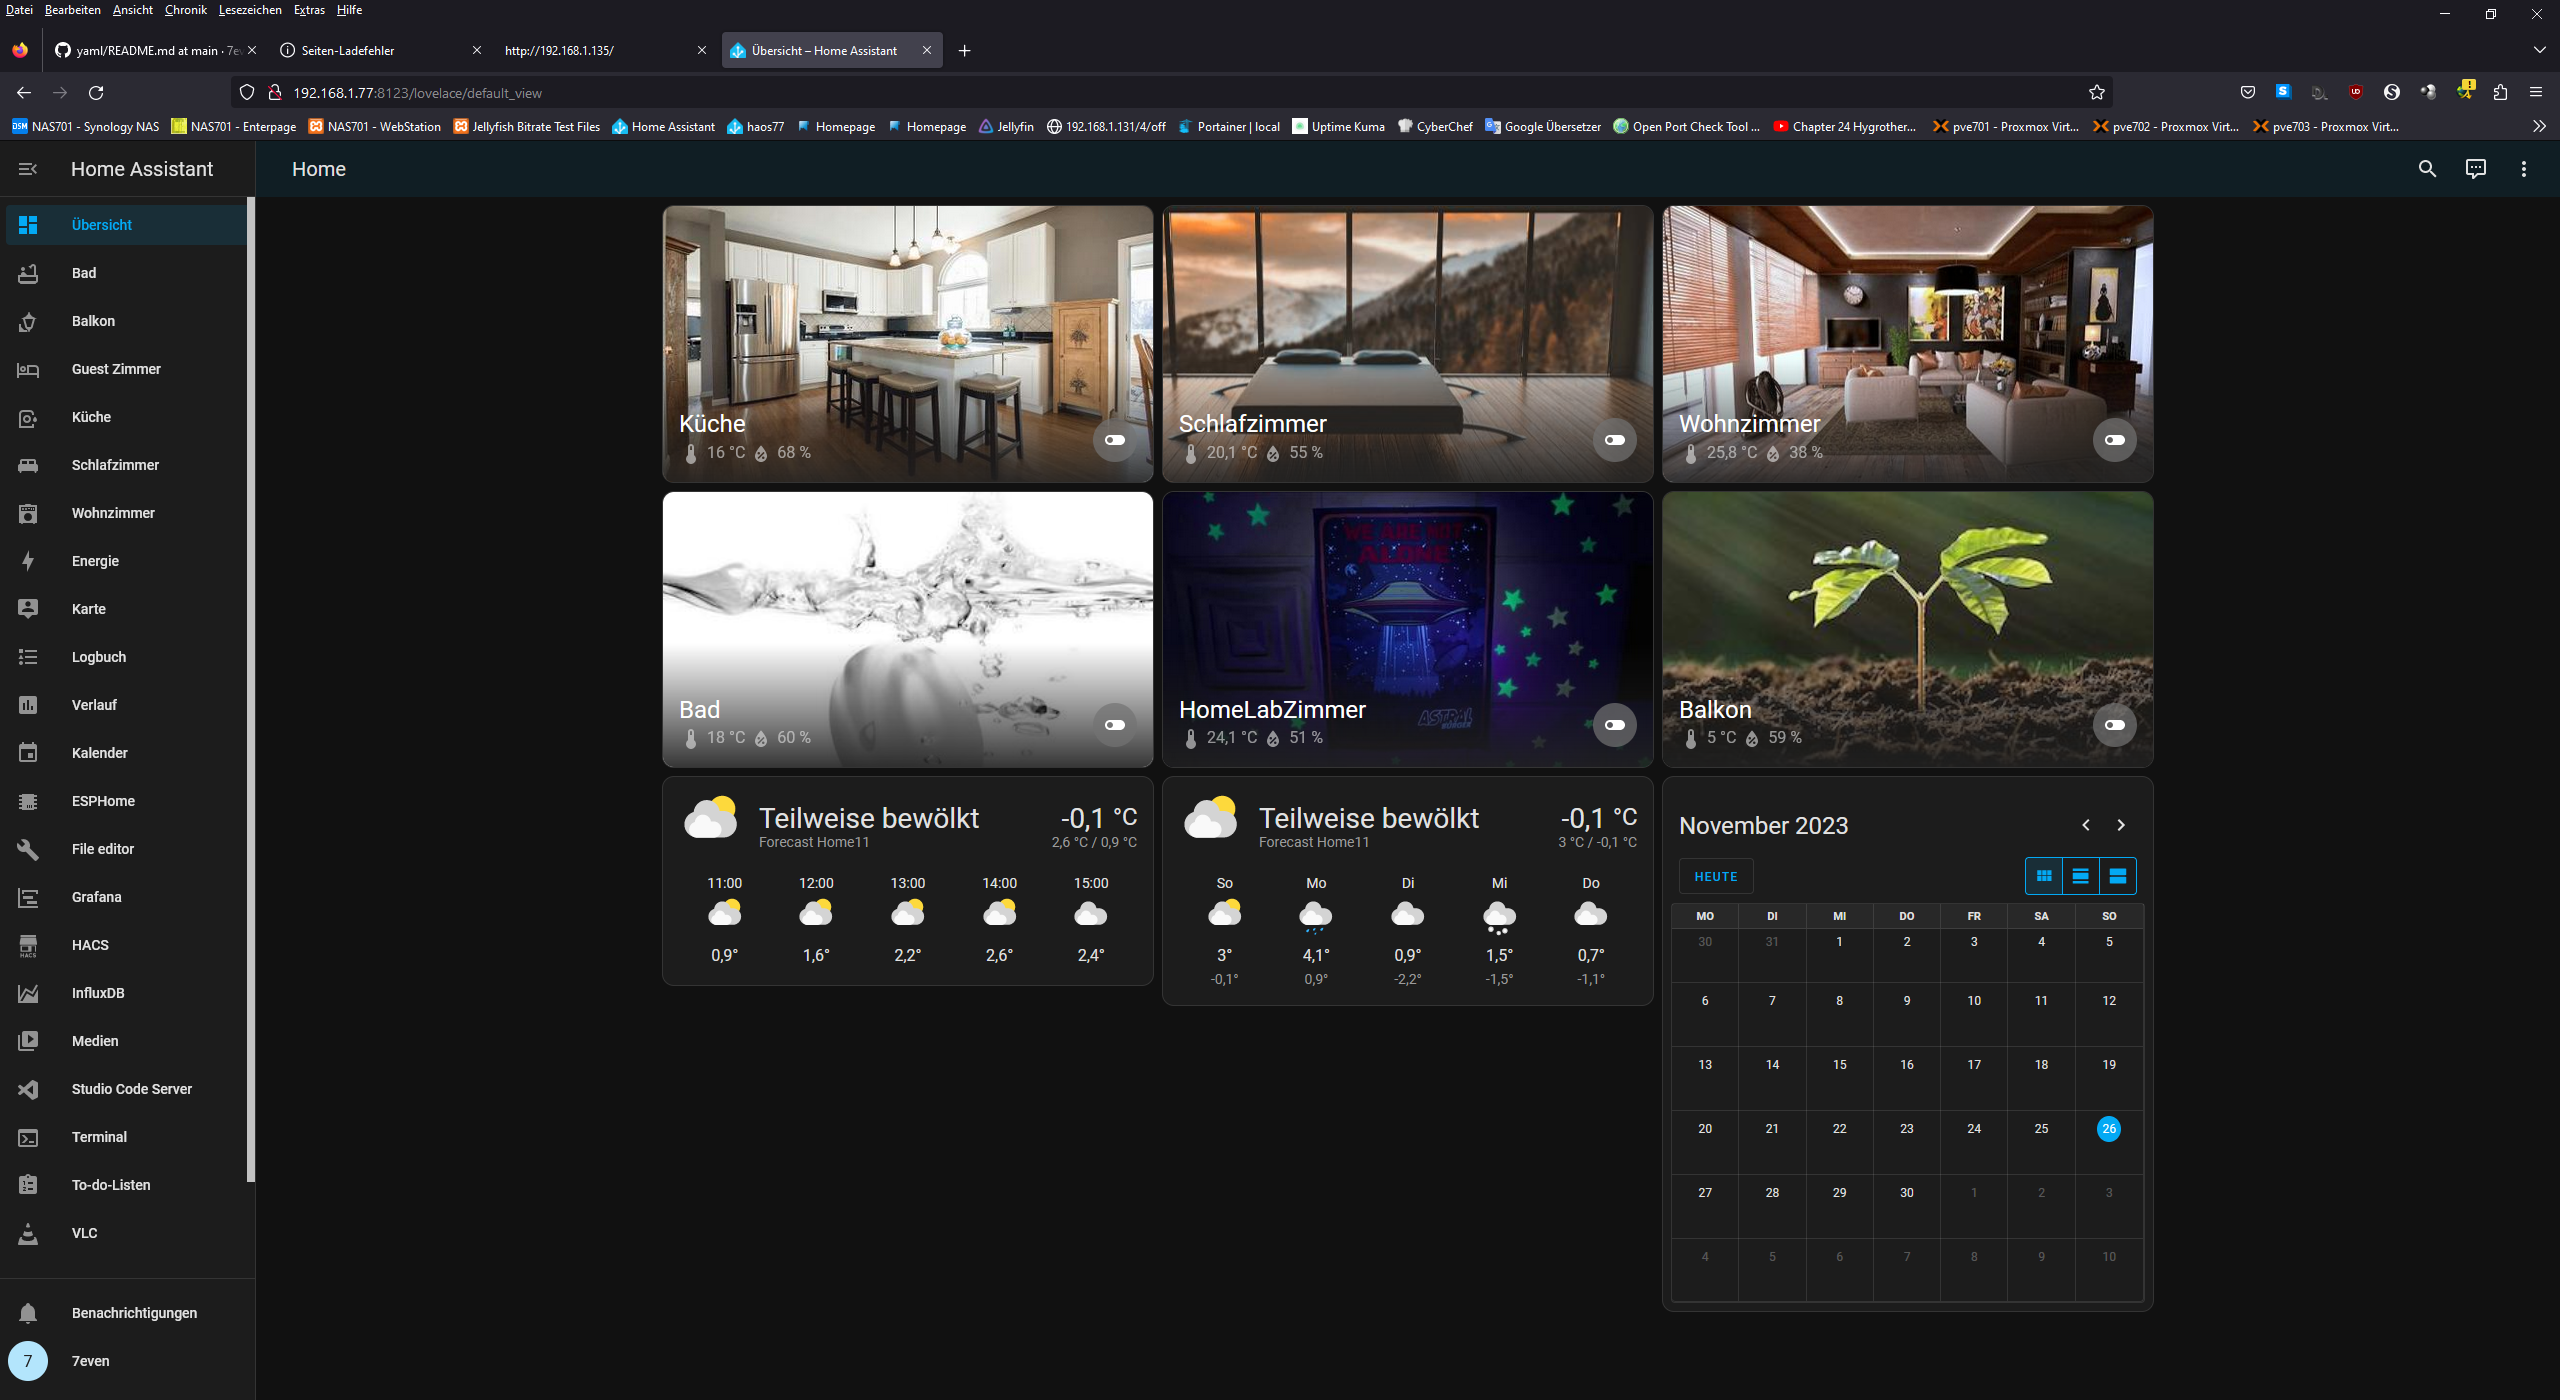 Datei Bearbeiten Ansicht Chronik Lesezeichen Extras Hilfe
yaml/README.md at main · 7ev
Seiten-Ladefehler
http://192.168.1.135/
Übersicht – Home Assistant
192.168.1.77:8123/lovelace/default_view
NAS701 - Synology NAS
NAS701 - Enterpage
NAS701 - WebStation
Jellyfish Bitrate Test Files
Home Assistant
haos77
Homepage
Homepage
Jellyfin
192.168.1.131/4/off
Portainer | local
Uptime Kuma
CyberChef
Google Übersetzer
Open Port Check Tool ...
Chapter 24 Hygrother...
pve701 - Proxmox Virt...
pve702 - Proxmox Virt...
pve703 - Proxmox Virt...
Home Assistant
Home
Übersicht
Bad
Balkon
Guest Zimmer
Küche
Schlafzimmer
Wohnzimmer
Energie
Karte
Logbuch
Verlauf
Kalender
ESPHome
File editor
Grafana
HACS
InfluxDB
Medien
Studio Code Server
Terminal
To-do-Listen
VLC
Benachrichtigungen
7
7even
Küche
16 °C 68 %
Schlafzimmer
20,1 °C 55 %
Wohnzimmer
25,8 °C 38 %
Bad
18 °C 60 %
WE ARE NOT
ALONE
HomeLabZimmer
24,1 °C 51 %
Balkon
5 °C 59 %
Teilweise bewölkt -0,1 °C
Forecast Home11 2,6 °C / 0,9 °C
11:00 12:00 13:00 14:00 15:00
0,9° 1,6° 2,2° 2,6° 2,4°
Teilweise bewölkt -0,1 °C
Forecast Home11 3 °C / -0,1 °C
So Mo Di Mi Do
3° 4,1° 0,9° 1,5° 0,7°
-0,1° 0,9° -2,2° -1,5° -1,1°
November 2023
HEUTE
MO DI MI DO FR SA SO
30 31 1 2 3 4 5
6 7 8 9 10 11 12
13 14 15 16 17 18 19
20 21 22 23 24 25 26
27 28 29 30 1 2 3
4 5 6 7 8 9 10